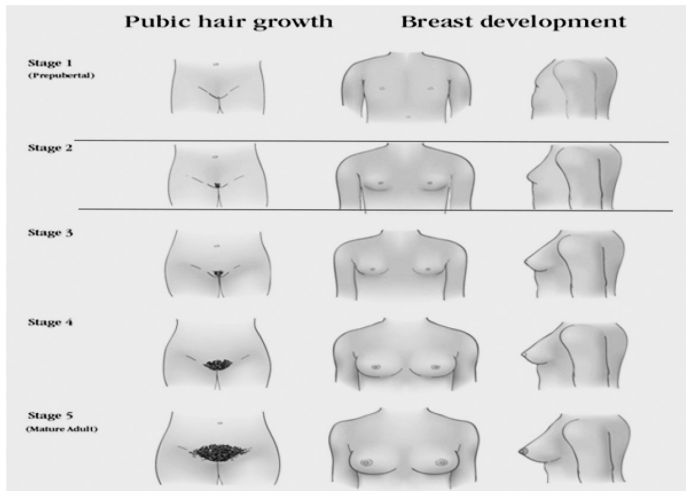 Pubic hair growth
Breast development
Stage 1
(Prepubertal)
Stage 2
Stage 3
Stage 4
Stage 5
(Mature Adult)